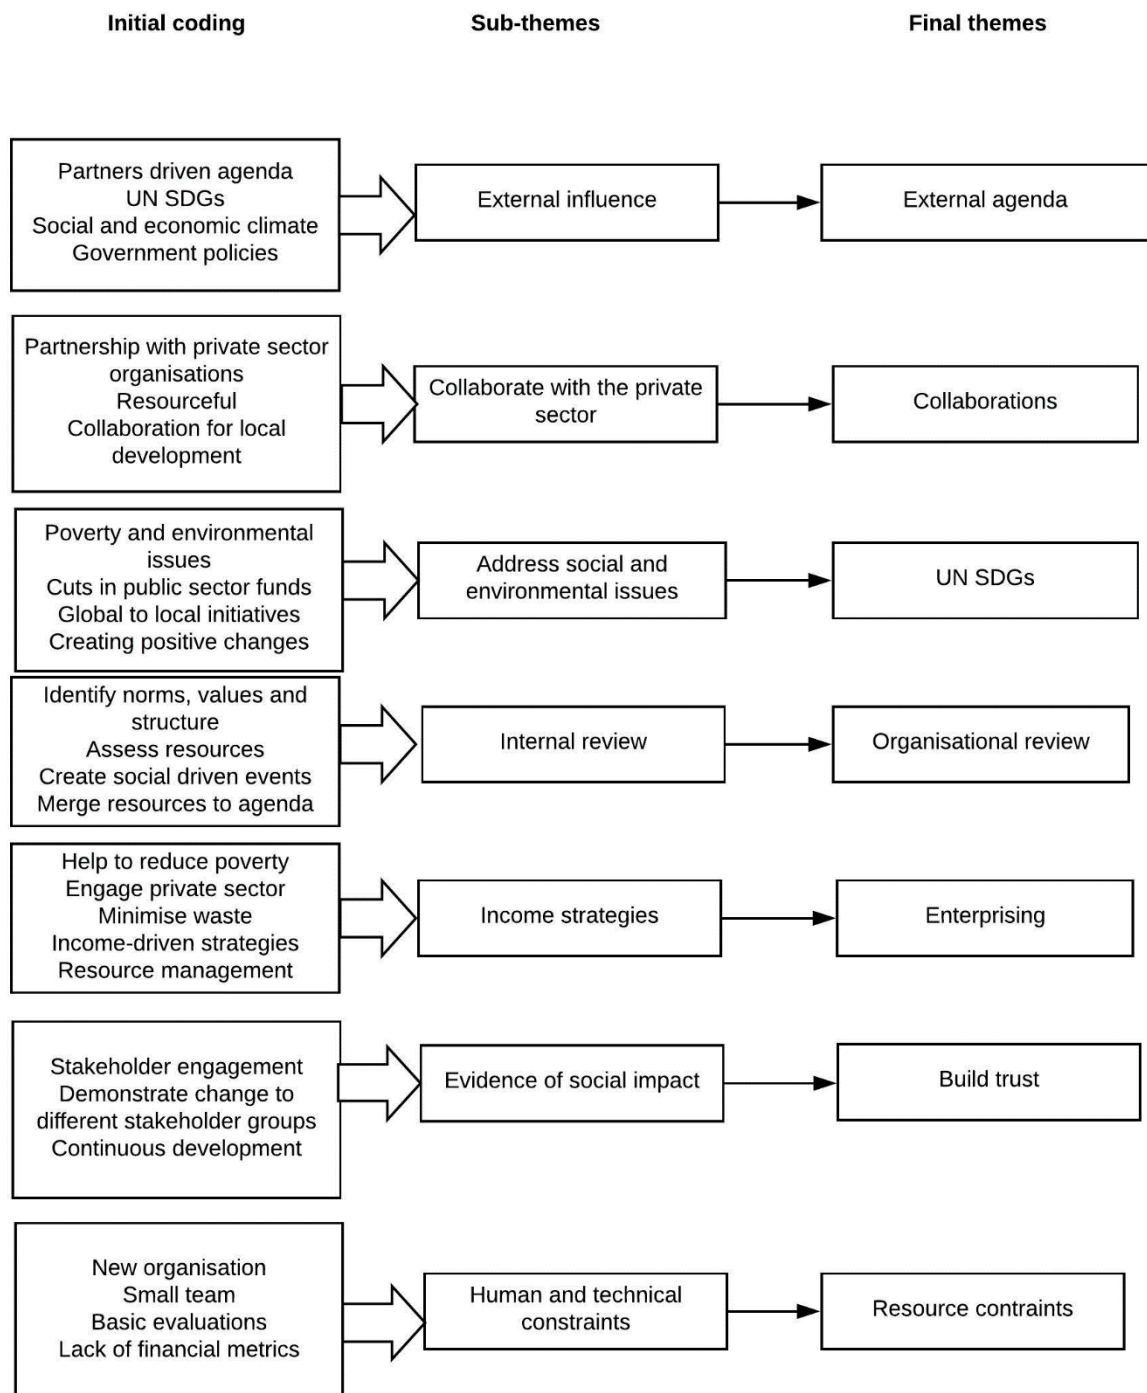 Initial coding
Sub-themes
Final themes
Partners driven agenda
UN SDGs
Social and economic climate
Government policies
External influence
External agenda
Partnership with private sector
organisations
Resourceful
Collaboration for local
development
Collaborate with the private
sector
Collaborations
Poverty and environmental
issues
Cuts in public sector funds
Global to local initiatives
Creating positive changes
Address social and
environmental issues
UN SDGs
Identify norms, values and
structure
Assess resources
Create social driven events
Merge resources to agenda
Internal review
Organisational review
Help to reduce poverty
Engage private sector
Minimise waste
Income-driven strategies
Resource management
Income strategies
Enterprising
Stakeholder engagement
Demonstrate change to
different stakeholder groups
Continuous development
Evidence of social impact
Build trust
New organisation
Small team
Basic evaluations
Lack of financial metrics
Human and technical
constraints
Resource contraints